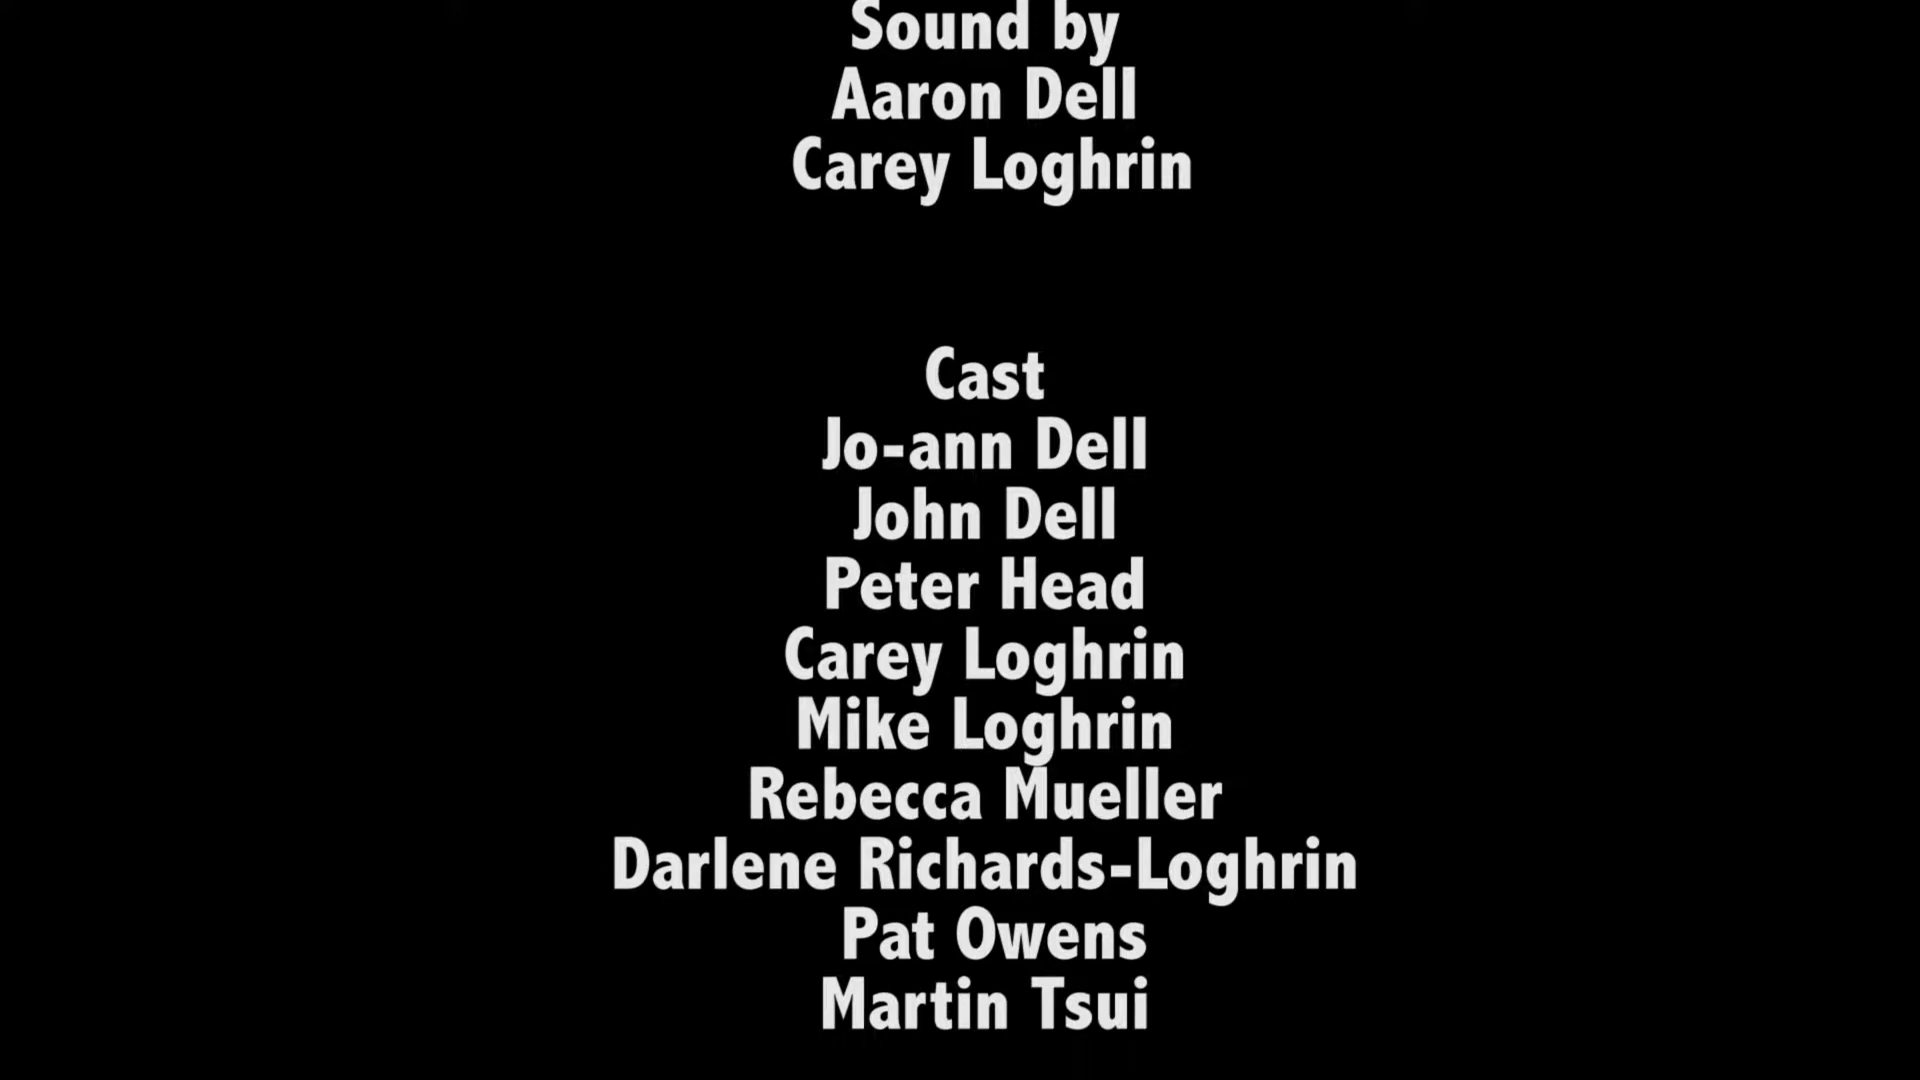 Sound by
Aaron Dell
Carey Loghrin
Cast
Jo-ann Dell
John Dell
Peter Head
Carey Loghrin
Mike Loghrin
Rebecca Mueller
Darlene Richards-Loghrin
Pat Owens
Martin Tsui